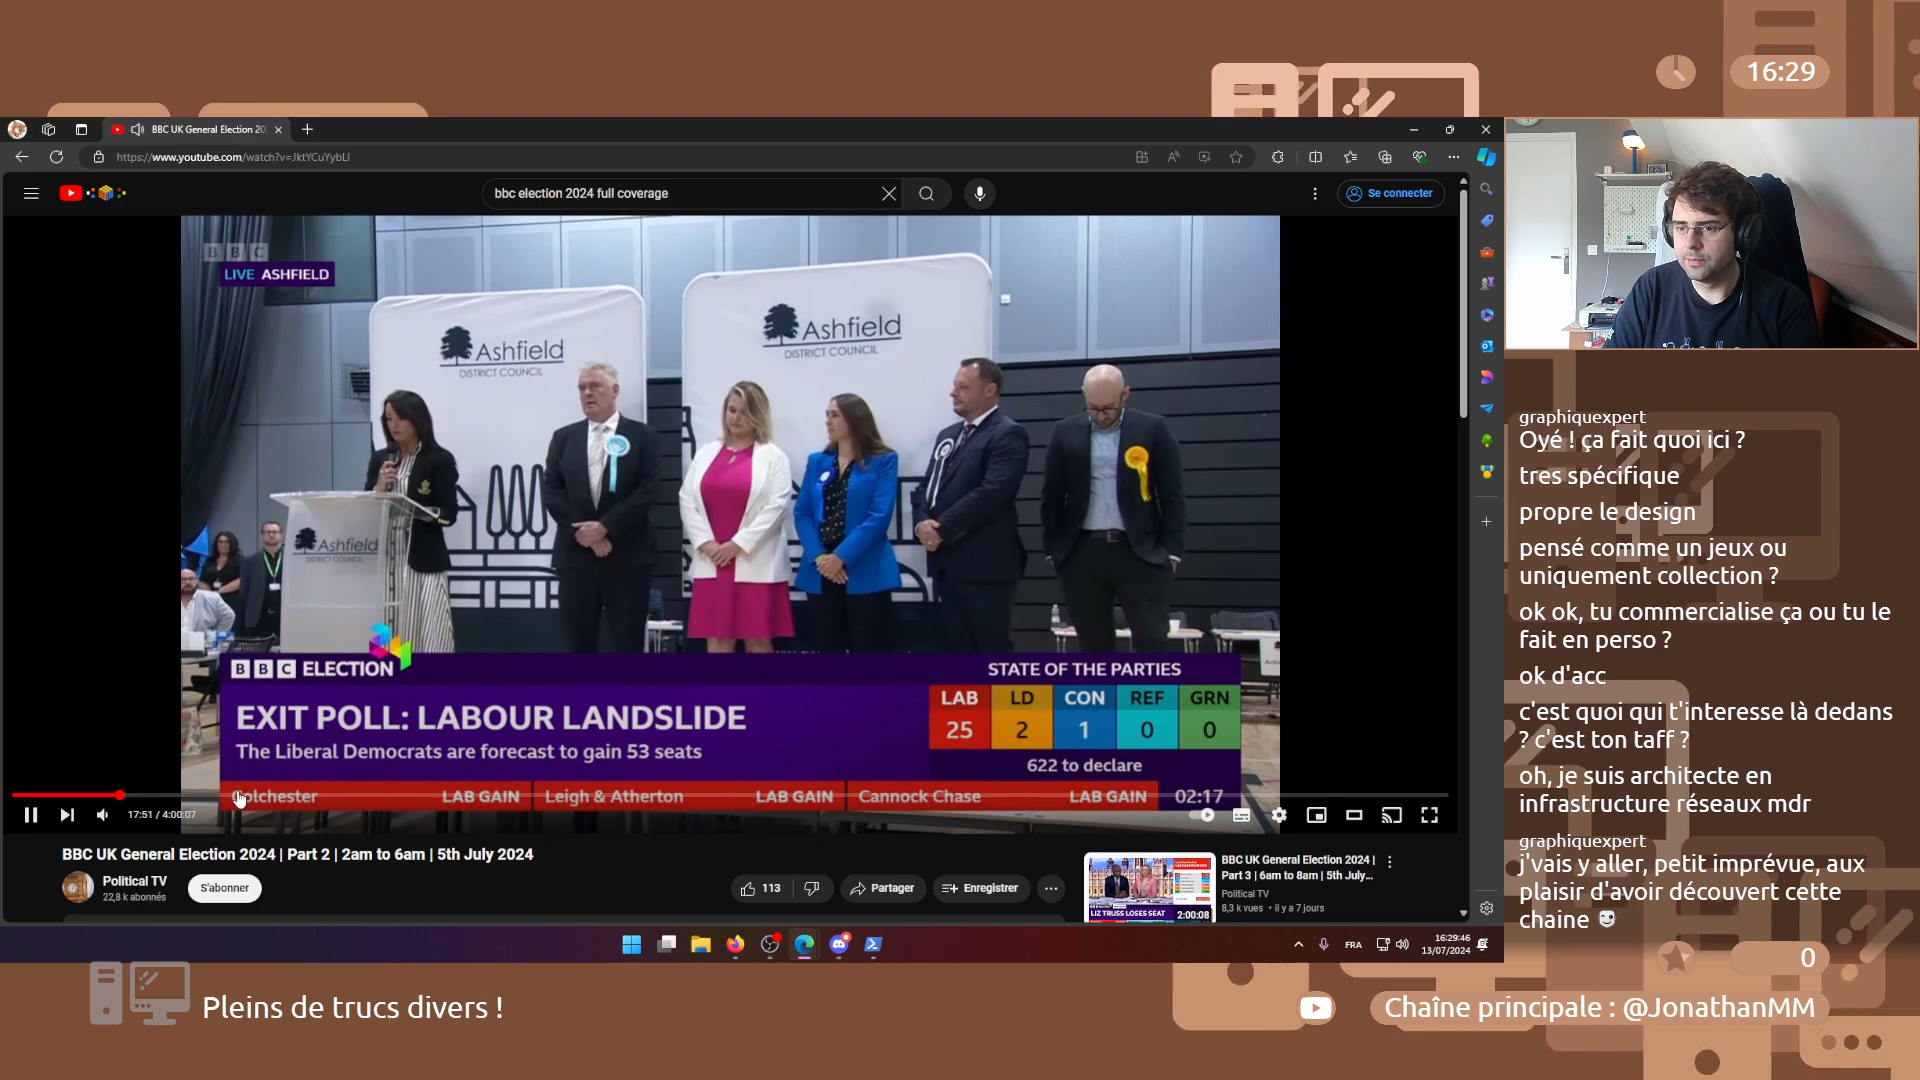 16:29
BBC UK General Election 20
https://www.youtube.com/watch?v=JktYCuYybLI
bbc election 2024 full coverage
Se connecter
BBC
LIVE ASHFIELD
Ashfield
DISTRICT COUNCIL
Ashfield
DISTRICT COUNCIL
Ashfield
DISTRICT COUNCIL
BBC ELECTION
STATE OF THE PARTIES
EXIT POLL: LABOUR LANDSLIDE
The Liberal Democrats are forecast to gain 53 seats
LAB LD CON REF GRN
25 2 1 0 0
622 to declare
Colchester LAB GAIN Leigh & Atherton LAB GAIN Cannock Chase LAB GAIN 02:17
17:51 / 4:00:07
BBC UK General Election 2024 | Part 2 | 2am to 6am | 5th July 2024
Political TV
22,8 k abonnés
S'abonner
113
Partager
Enregistrer
LIZ TRUSS LOSES SEAT
2:00:08
BBC UK General Election 2024 |
Part 3 | 6am to 8am | 5th July...
Political TV
8,3 k vues • il y a 7 jours
FRA
16:29:46
13/07/2024
graphiquexpert
Oyé ! ça fait quoi ici ?
tres spécifique
propre le design
pensé comme un jeux ou
uniquement collection ?
ok ok, tu commercialise ça ou tu le
fait en perso ?
ok d'acc
c'est quoi qui t'interesse là dedans
? c'est ton taff ?
oh, je suis architecte en
infrastructure réseaux mdr
graphiquexpert
j'vais y aller, petit imprévue, aux
plaisir d'avoir découvert cette
chaine
0
Pleins de trucs divers !
Chaîne principale : @JonathanMM